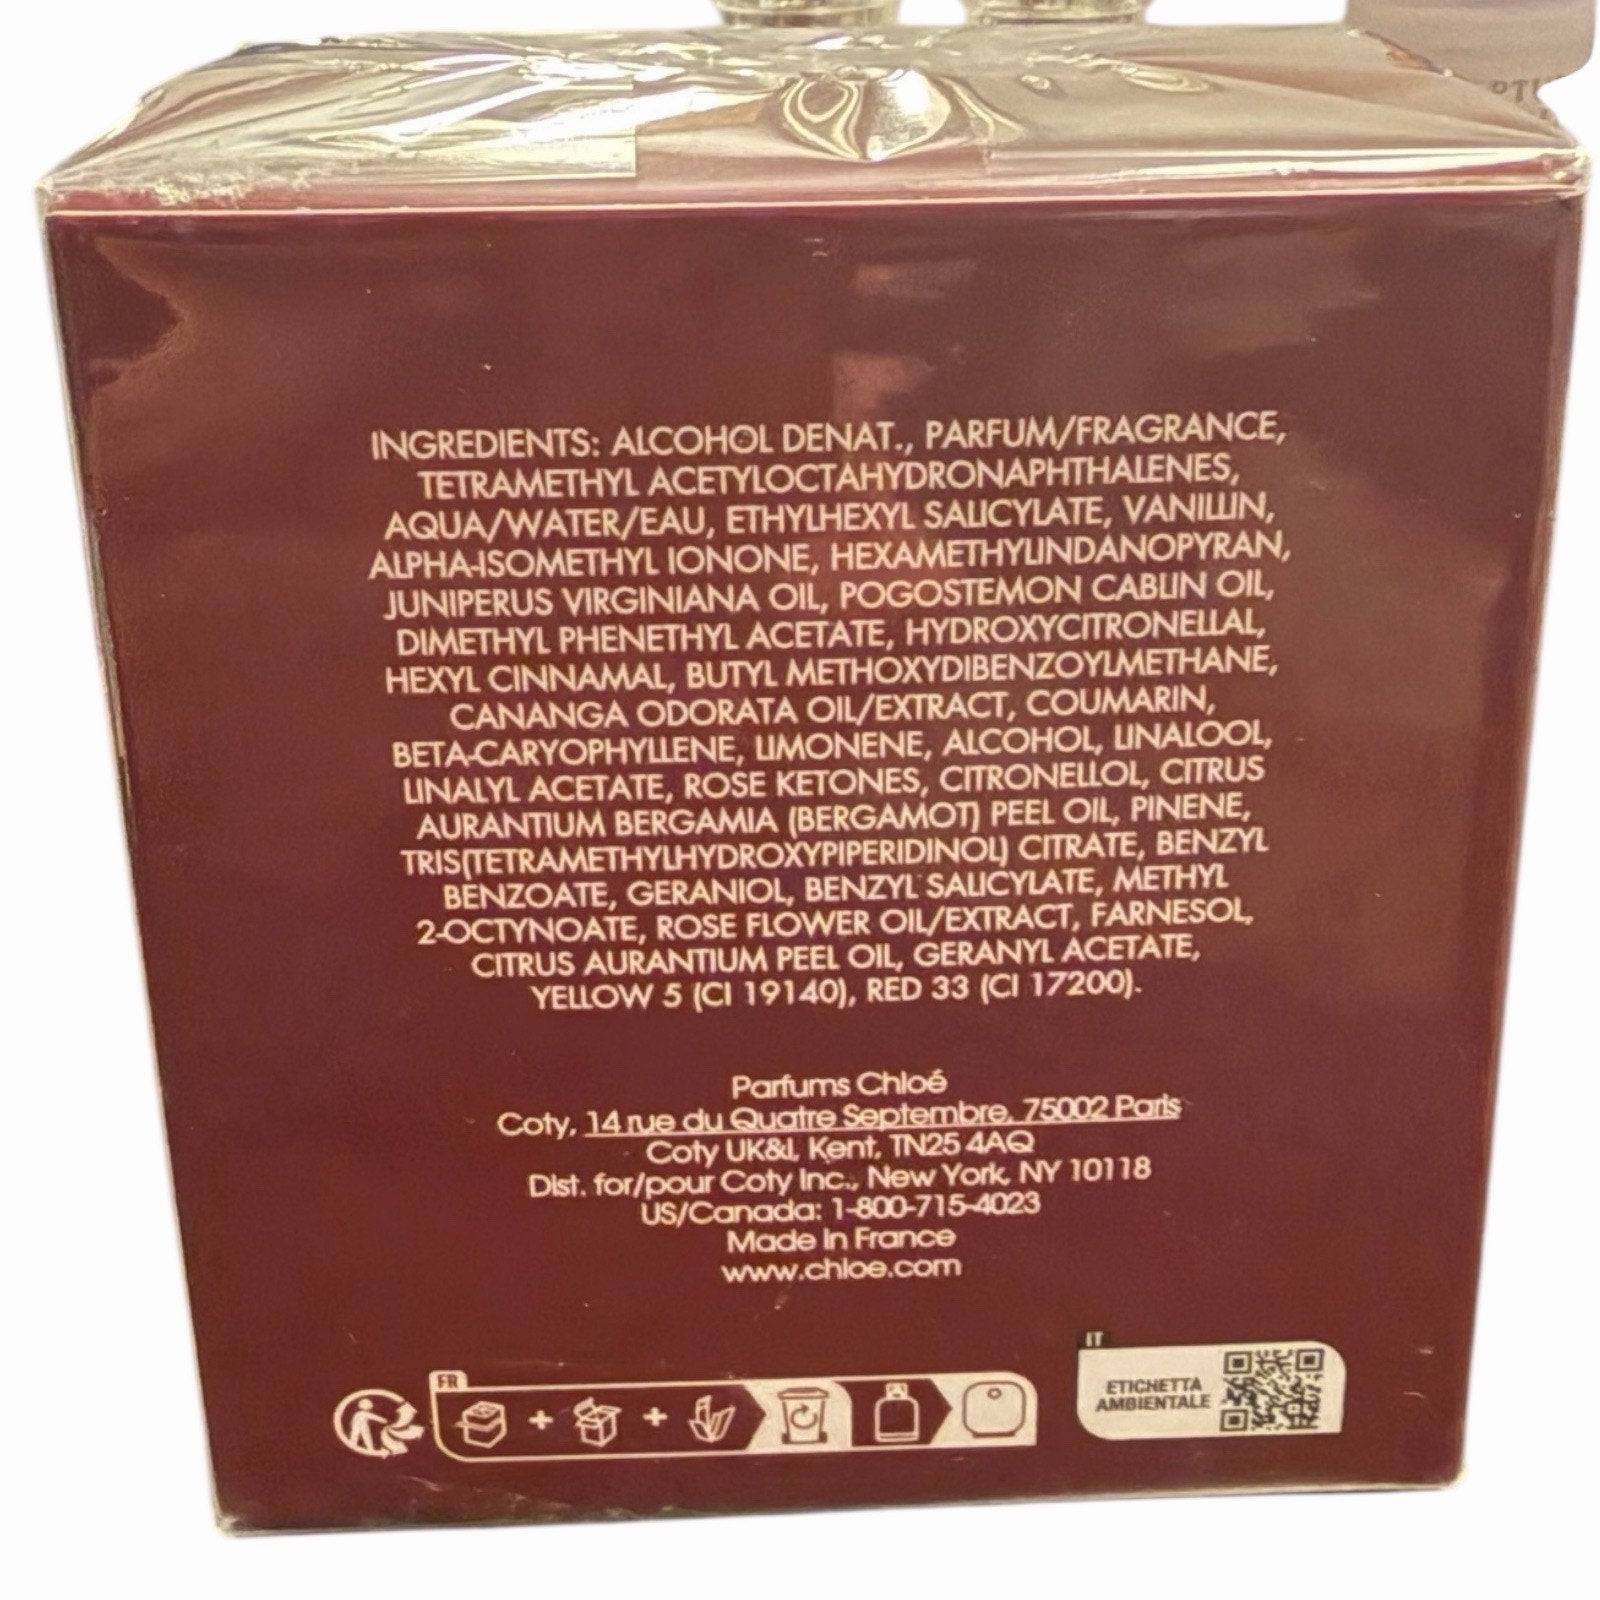 INGREDIENTS: ALCOHOL DENAT., PARFUM/FRAGRANCE,
TETRAMETHYL ACETYLOCTAHYDRONAPHTHALENES,
AQUA/WATER/EAU, ETHYLHEXYL SALICYLATE, VANILLIN,
ALPHA-ISOMETHYL IONONE, HEXAMETHYLINDANOPYRAN,
JUNIPERUS VIRGINIANA OIL, POGOSTEMON CABLIN OIL,
DIMETHYL PHENETHYL ACETATE, HYDROXYCITRONELLAL,
HEXYL CINNAMAL, BUTYL METHOXYDIBENZOYLMETHANE,
CANANGA ODORATA OIL/EXTRACT, COUMARIN,
BETA-CARYOPHYLLENE, LIMONENE, ALCOHOL, LINALOOL,
LINALYL ACETATE, ROSE KETONES, CITRONELLOL, CITRUS
AURANTIUM BERGAMIA (BERGAMOT) PEEL OIL, PINENE,
TRIS(TETRAMETHYLHYDROXYPIPERIDINOL) CITRATE, BENZYL
BENZOATE, GERANIOL, BENZYL SALICYLATE, METHYL
2-OCTYNOATE, ROSE FLOWER OIL/EXTRACT, FARNESOL,
CITRUS AURANTIUM PEEL OIL, GERANYL ACETATE,
YELLOW 5 (CI 19140), RED 33 (CI 17200).
Parfums Chloé
Coty, 14 rue du Quatre Septembre, 75002 Paris
Coty UK&I, Kent, TN25 4AQ
Dist. for/pour Coty Inc., New York, NY 10118
US/Canada: 1-800-715-4023
Made in France
www.chloe.com
FR
+ +
IT
ETICHETTA
AMBIENTALE